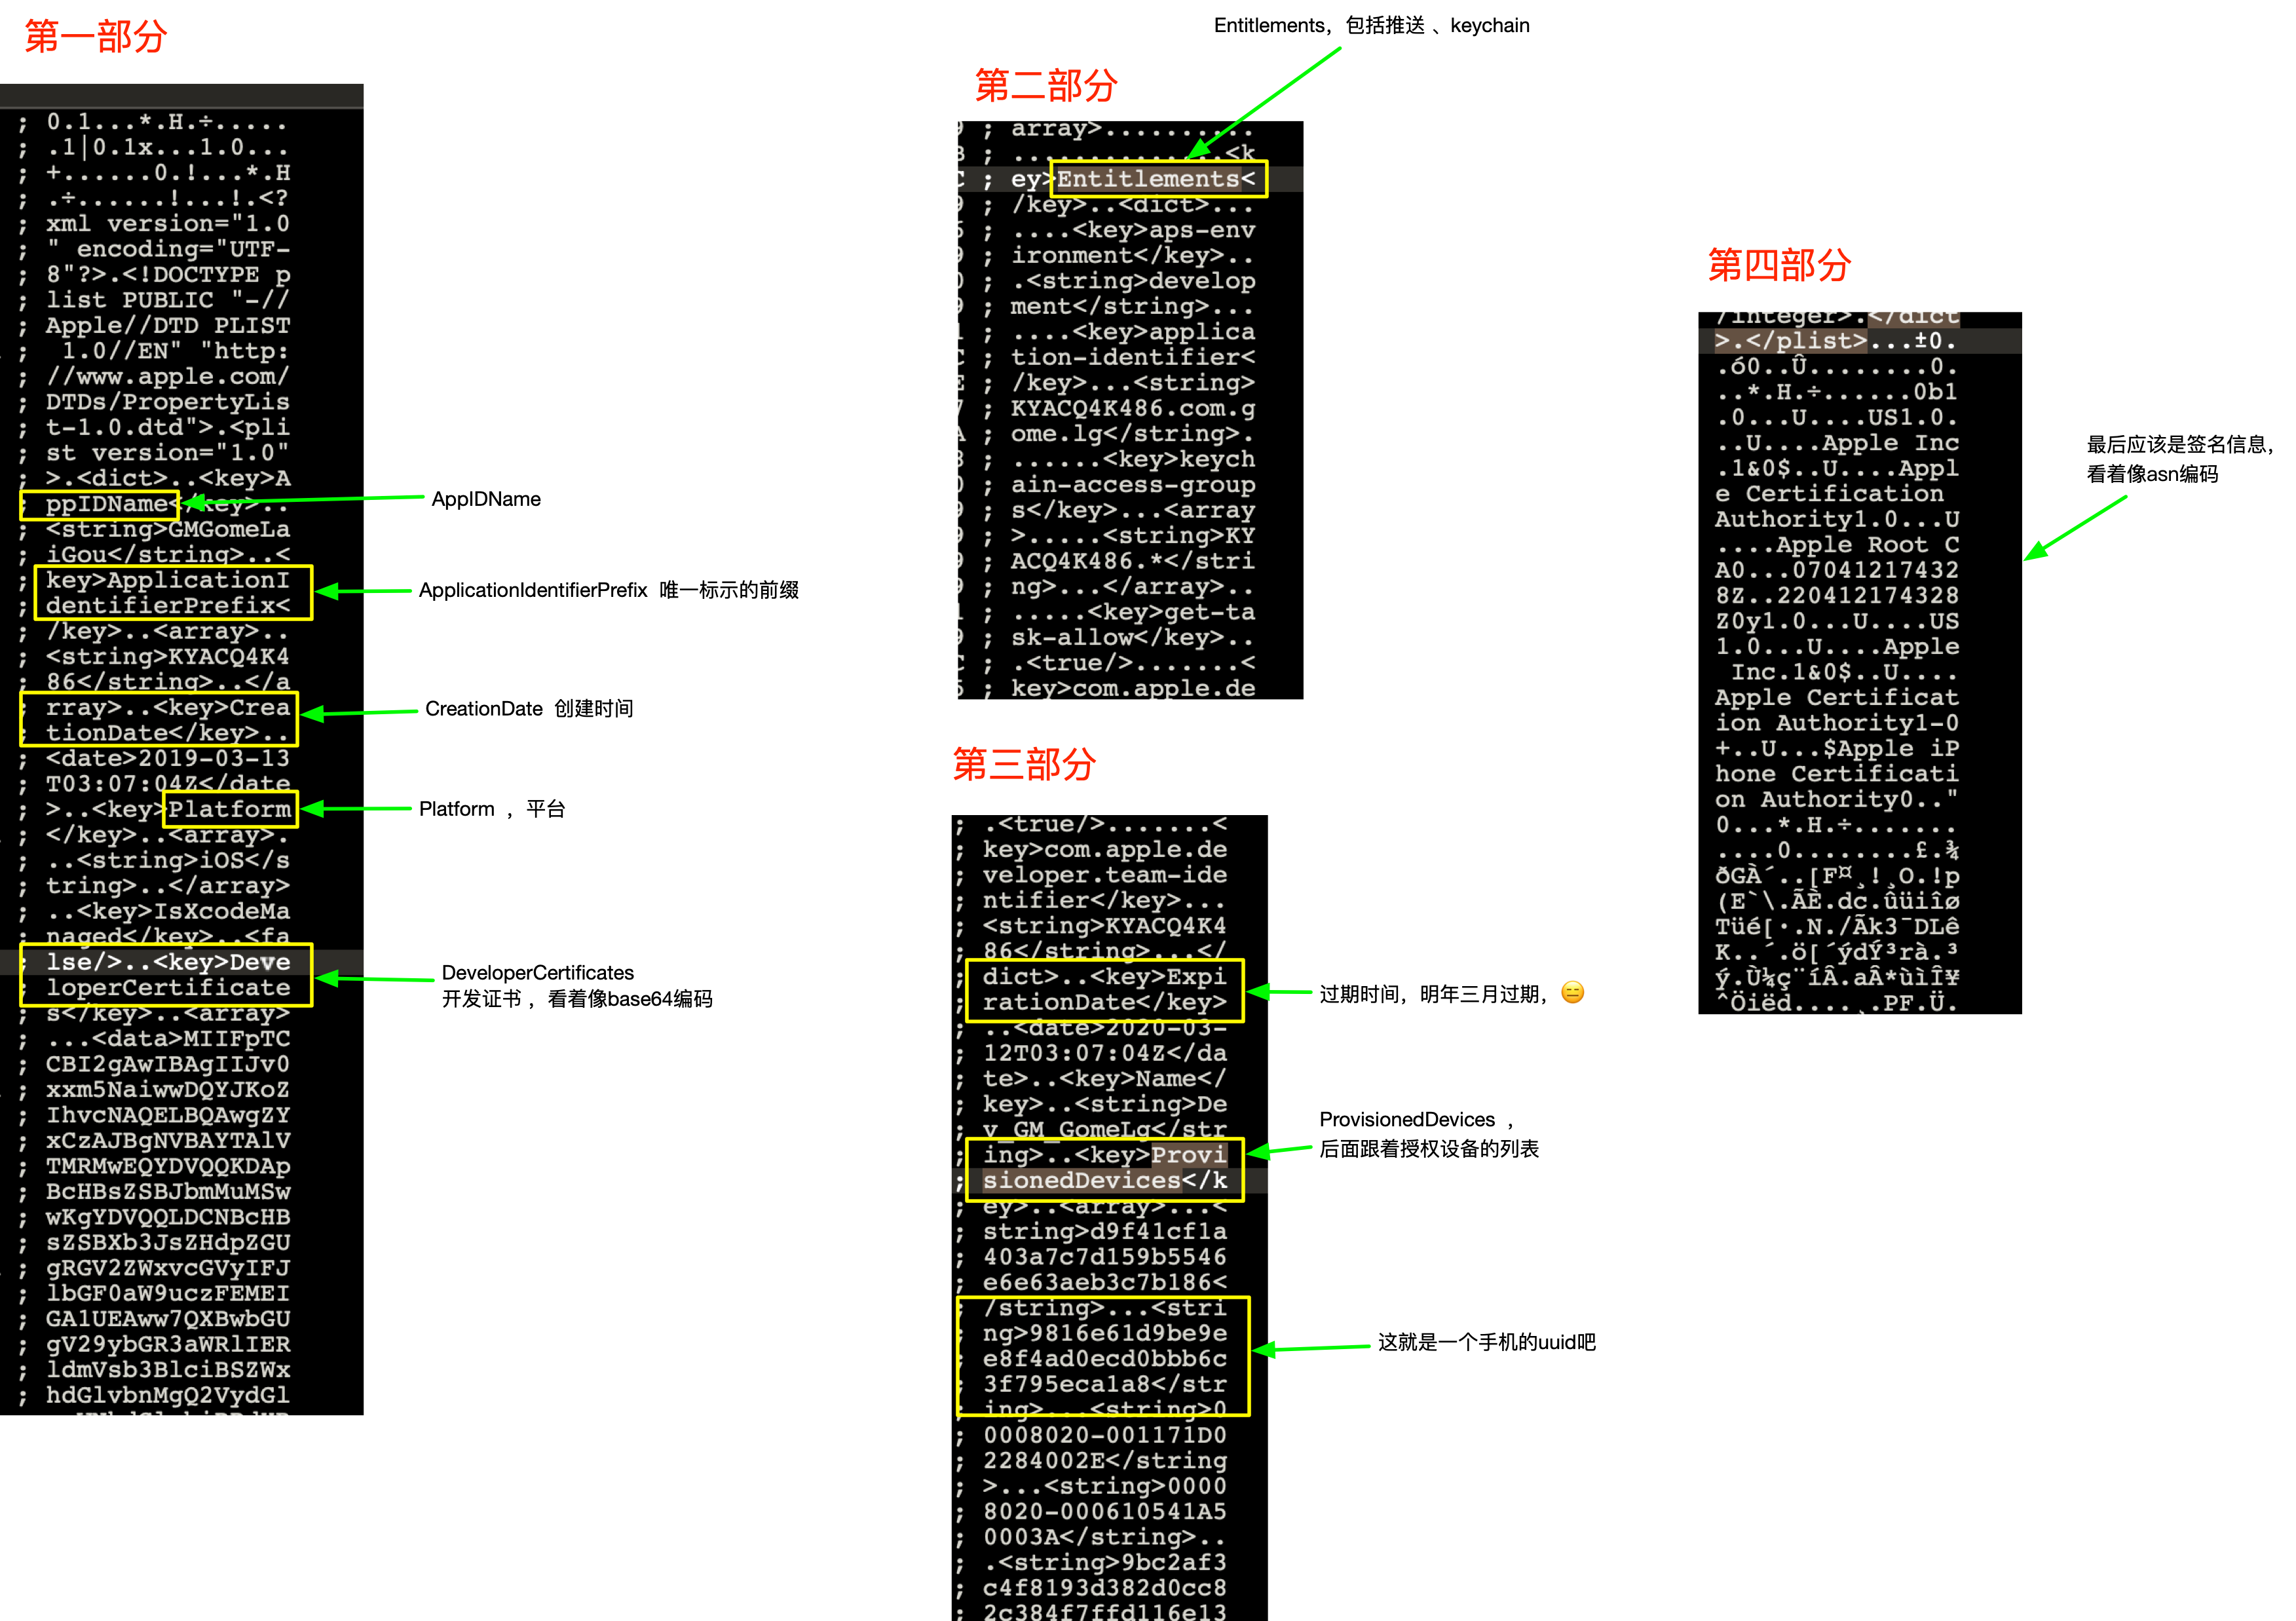 第一部分
; 0.1...*.H.÷.....
; .1|0.1x...1.0...
; +......0.!...*.H
; .÷......!...!.<?
; xml version="1.0
; " encoding="UTF-
; 8"?>.<!DOCTYPE p
; list PUBLIC "-//
; Apple//DTD PLIST
;  1.0//EN" "http:
; //www.apple.com/
; DTDs/PropertyLis
; t-1.0.dtd">.<pli
; st version="1.0"
; >.<dict>..<key>A
; ppIDName</key>..
; <string>GMGomeLa
; iGou</string>..<
; key>ApplicationI
; dentifierPrefix<
; /key>..<array>..
; <string>KYACQ4K4
; 86</string>..</a
; rray>..<key>Crea
; tionDate</key>..
; <date>2019-03-13
; T03:07:04Z</date
; >..<key>Platform
; </key>..<array>.
; ..<string>iOS</s
; tring>..</array>
; ..<key>IsXcodeMa
; naged</key>..<fa
; lse/>..<key>Deve
; loperCertificate
; s</key>..<array>
; ...<data>MIIFpTC
; CBI2gAwIBAgIIJv0
; xxm5NaiwwDQYJKoZ
; IhvcNAQELBQAwgZY
; xCzAJBgNVBAYTAlV
; TMRMwEQYDVQQKDAp
; BcHBsZSBJbmMuMSw
; wKgYDVQQLDCNBcHB
; sZSBXb3JsZHdpZGU
; gRGV2ZWxvcGVyIFJ
; lbGF0aW9uczFEMEI
; GA1UEAww7QXBwbGU
; gV29ybGR3aWRlIER
; ldmVsb3BlciBSZWx
; hdGlvbnMgQ2VydGl
AppIDName
ApplicationIdentifierPrefix 唯一标示的前缀
CreationDate 创建时间
Platform ，平台
DeveloperCertificates
开发证书 ，看着像base64编码
Entitlements，包括推送 、keychain
第二部分
; array>..........
; ..............<k
; ey>Entitlements<
; /key>..<dict>...
; ....<key>aps-env
; ironment</key>..
; .<string>develop
; ment</string>...
; ....<key>applica
; tion-identifier<
; /key>...<string>
; KYACQ4K486.com.g
; ome.lg</string>.
; ......<key>keych
; ain-access-group
; s</key>...<array
; >.....<string>KY
; ACQ4K486.*</stri
; ng>...</array>..
; .....<key>get-ta
; sk-allow</key>..
; .<true/>.......<
; key>com.apple.de
第三部分
; .<true/>.......<
; key>com.apple.de
; veloper.team-ide
; ntifier</key>...
; <string>KYACQ4K4
; 86</string>...</
; dict>..<key>Expi
; rationDate</key>
; ..<date>2020-03-
; 12T03:07:04Z</da
; te>..<key>Name</
; key>..<string>De
; v_GM_GomeLg</str
; ing>..<key>Provi
; sionedDevices</k
; ey>..<array>...<
; string>d9f41cf1a
; 403a7c7d159b5546
; e6e63aeb3c7b186<
; /string>...<stri
; ng>9816e61d9be9e
; e8f4ad0ecd0bbb6c
; 3f795eca1a8</str
; ing>...<string>0
; 0008020-001171D0
; 2284002E</string
; >...<string>0000
; 8020-000610541A5
; 0003A</string>..
; .<string>9bc2af3
; c4f8193d382d0cc8
; 2c384f7ffd116e13
过期时间，明年三月过期，😑
ProvisionedDevices ，
后面跟着授权设备的列表
这就是一个手机的uuid吧
第四部分
/integer>.</dict
>.</plist>...±0.
.ó0..Û........0.
..*.H.÷......0b1
.0...U....US1.0.
..U....Apple Inc
.1&0$..U....Appl
e Certification
Authority1.0...U
....Apple Root C
A0...07041217432
8Z..220412174328
Z0y1.0...U....US
1.0...U....Apple
 Inc.1&0$..U....
Apple Certificat
ion Authority1-0
+..U...$Apple iP
hone Certificati
on Authority0.."
0...*.H.÷.......
....0........£.¾
ðGÀ´..[F¤¸!¸O.!p
(E`\.ÃÈ.dc.ûüiîø
Tüé[·.N./Ãk3¯DLê
K..´.ö[´ýdÝ³rà.³
ý.Ù¼ç¨íÂ.aÂ*ùìÎ¥
^Öiëd....¸.PF.Ü.
最后应该是签名信息，
看着像asn编码